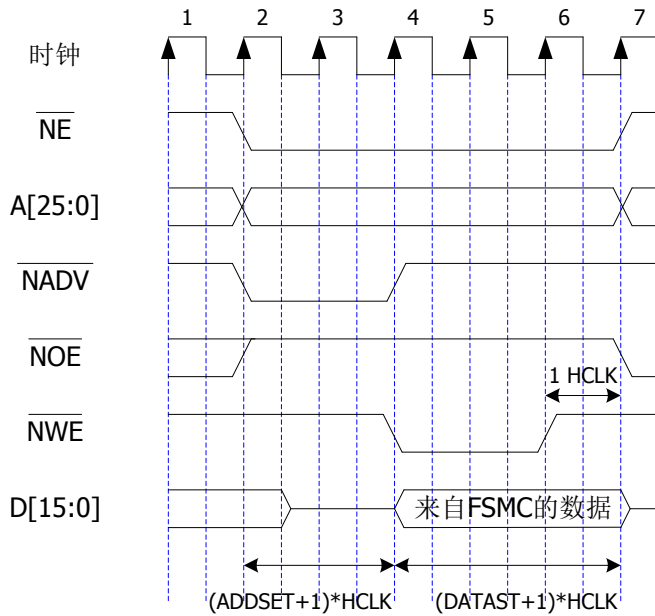 1 2 3 4 5 6 7
时钟
NE
A[25:0]
NADV
NOE
1 HCLK
NWE
D[15:0]
来自FSMC的数据
(ADDSET+1)*HCLK (DATAST+1)*HCLK